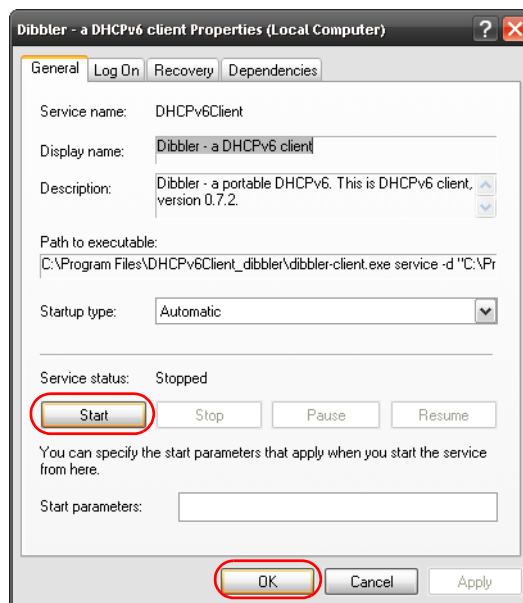 Dibbler - a DHCPv6 client Properties (Local Computer)
General Log On Recovery Dependencies
Service name: DHCPv6Client
Display name: Dibbler - a DHCPv6 client
Description: Dibbler - a portable DHCPv6. This is DHCPv6 client,
version 0.7.2.
Path to executable:
C:\Program Files\DHCPv6Client_dibbler\dibbler-client.exe service -d "C:\Pr
Startup type: Automatic
Service status: Stopped
Start Stop Pause Resume
You can specify the start parameters that apply when you start the service
from here.
Start parameters:
OK Cancel Apply